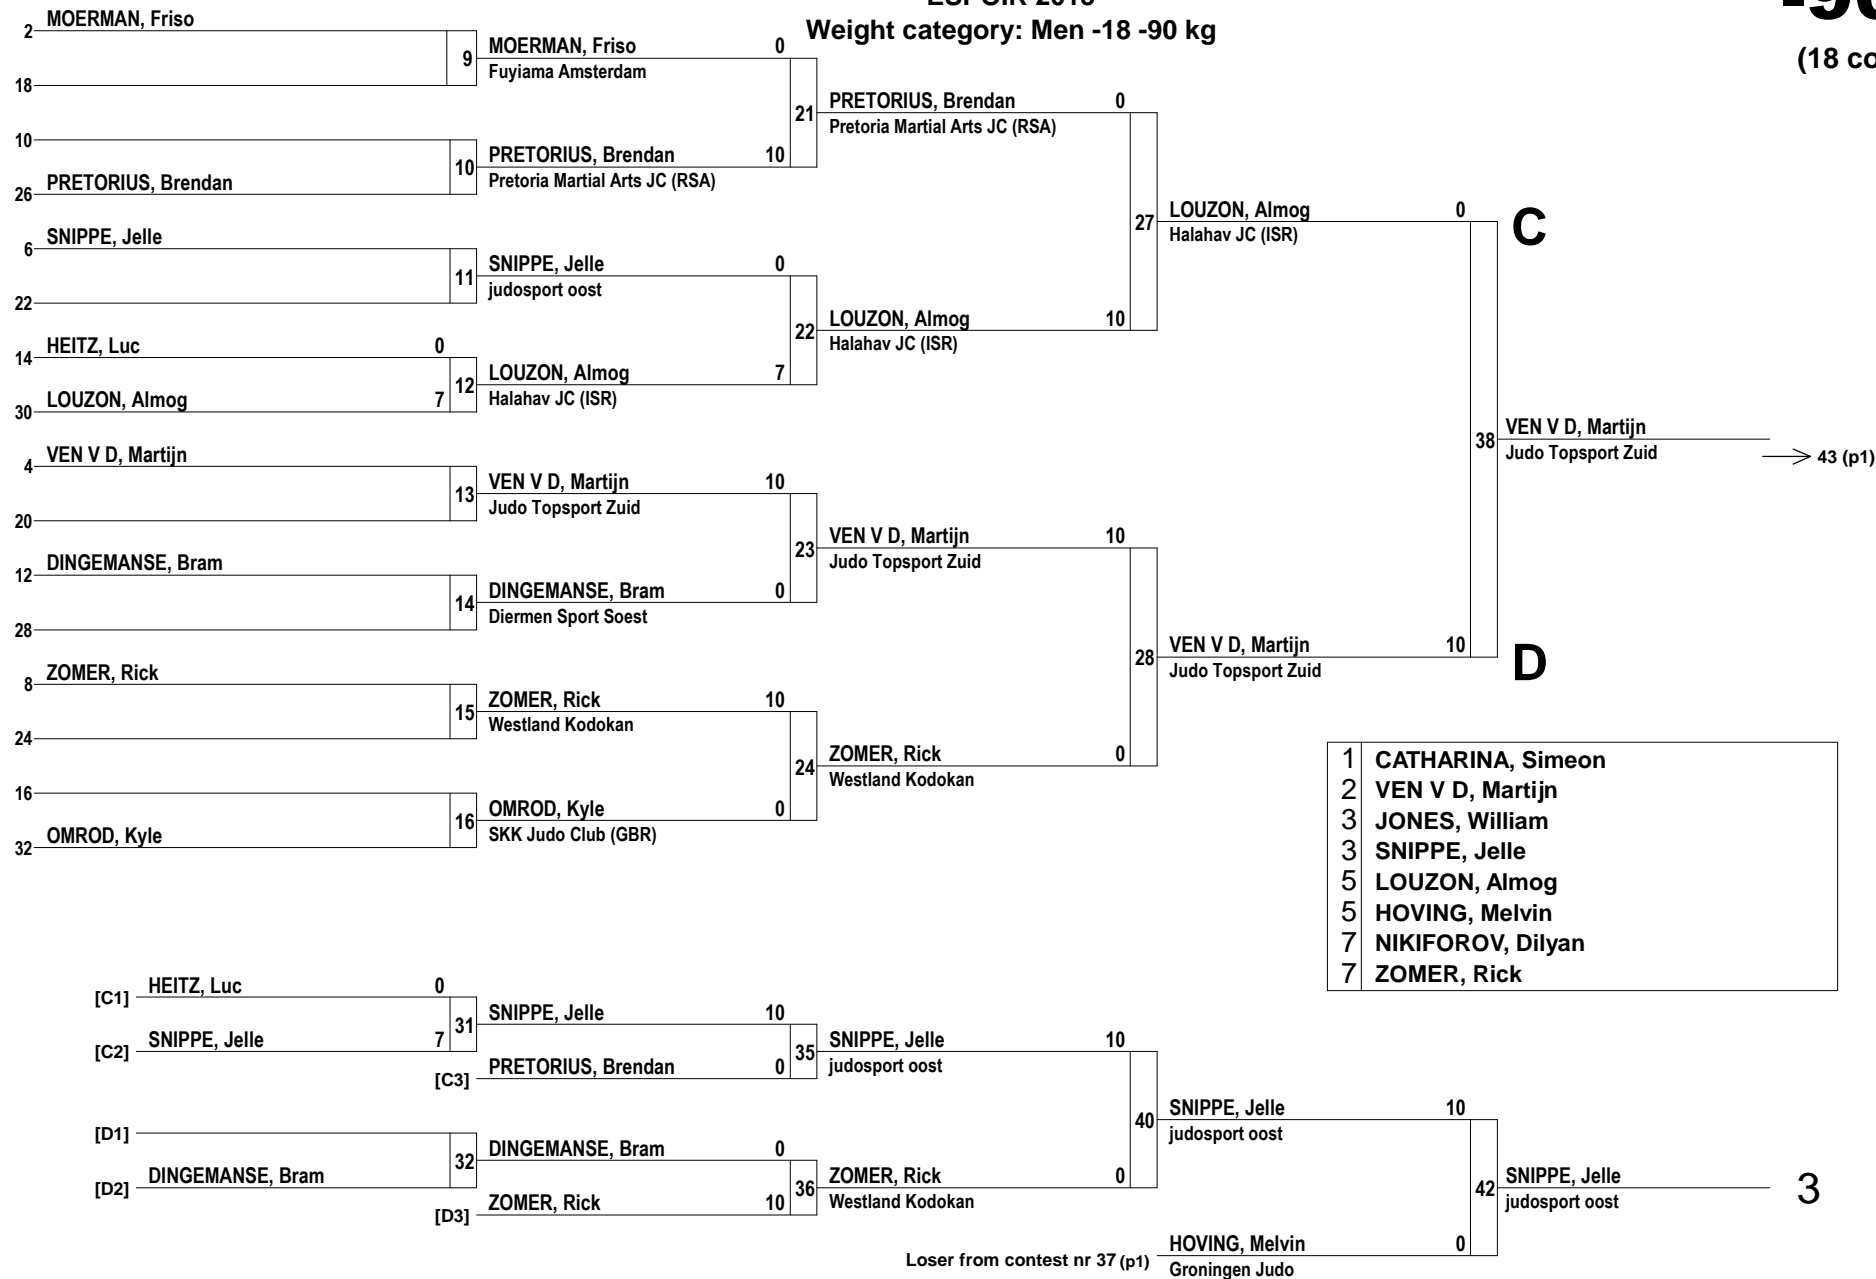 Weight category: Men -18 -90 kg
(18 co
2 MOERMAN, Friso
18
9 MOERMAN, Friso 0
Fuyiama Amsterdam
10
26 PRETORIUS, Brendan
10 PRETORIUS, Brendan 10
Pretoria Martial Arts JC (RSA)
21 PRETORIUS, Brendan 0
Pretoria Martial Arts JC (RSA)
6 SNIPPE, Jelle
22
11 SNIPPE, Jelle 0
judosport oost
14 HEITZ, Luc 0
30 LOUZON, Almog 7
12 LOUZON, Almog 7
Halahav JC (ISR)
22 LOUZON, Almog 10
Halahav JC (ISR)
27 LOUZON, Almog 0
Halahav JC (ISR)
C
4 VEN V D, Martijn
20
13 VEN V D, Martijn 10
Judo Topsport Zuid
12 DINGEMANSE, Bram
28
14 DINGEMANSE, Bram 0
Diermen Sport Soest
23 VEN V D, Martijn 10
Judo Topsport Zuid
8 ZOMER, Rick
24
15 ZOMER, Rick 10
Westland Kodokan
16
32 OMROD, Kyle
16 OMROD, Kyle 0
SKK Judo Club (GBR)
24 ZOMER, Rick 0
Westland Kodokan
28 VEN V D, Martijn 10
Judo Topsport Zuid
D
38 VEN V D, Martijn
Judo Topsport Zuid
43 (p1)
1 CATHARINA, Simeon
2 VEN V D, Martijn
3 JONES, William
3 SNIPPE, Jelle
5 LOUZON, Almog
5 HOVING, Melvin
7 NIKIFOROV, Dilyan
7 ZOMER, Rick
[C1] HEITZ, Luc 0
[C2] SNIPPE, Jelle 7
31 SNIPPE, Jelle 10
[C3] PRETORIUS, Brendan 0
35 SNIPPE, Jelle 10
judosport oost
[D1]
[D2] DINGEMANSE, Bram
32 DINGEMANSE, Bram 0
[D3] ZOMER, Rick 10
36 ZOMER, Rick 0
Westland Kodokan
40 SNIPPE, Jelle 10
judosport oost
Loser from contest nr 37 (p1) HOVING, Melvin 0
Groningen Judo
42 SNIPPE, Jelle
judosport oost
3